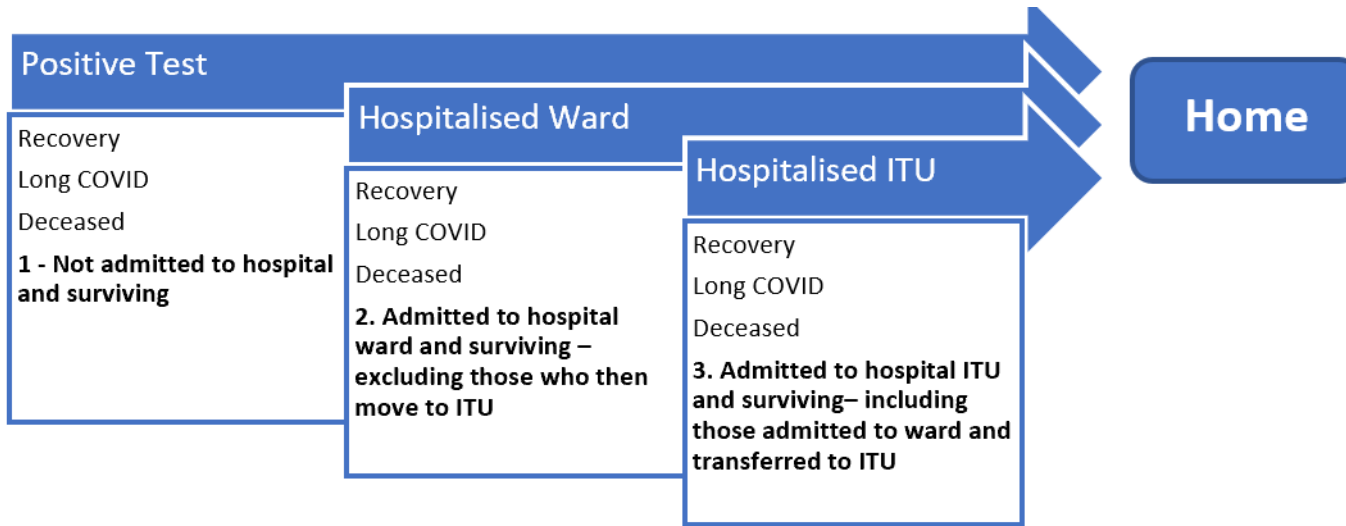 Positive Test
Recovery
Long COVID
Deceased
1 - Not admitted to hospital
and surviving
Hospitalised Ward
Recovery
Long COVID
Deceased
2. Admitted to hospital
ward and surviving –
excluding those who then
move to ITU
Hospitalised ITU
Recovery
Long COVID
Deceased
3. Admitted to hospital ITU
and surviving– including
those admitted to ward and
transferred to ITU
Home